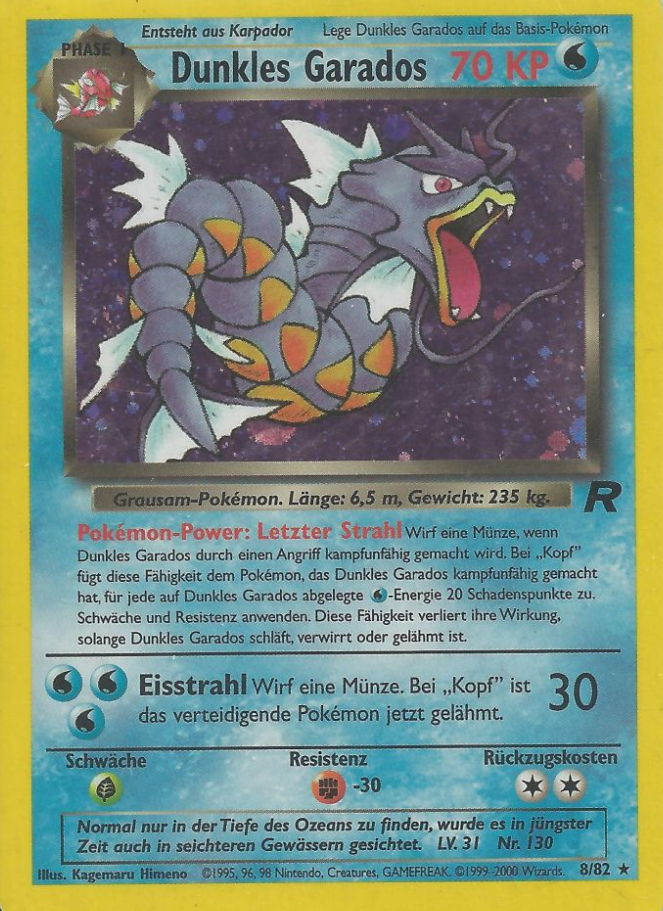 Entsteht aus Karpador Lege Dunkles Garados auf das Basis-Pokémon
PHASE 1
Dunkles Garados 70 KP
Grausam-Pokémon. Länge: 6,5 m, Gewicht: 235 kg.
R
Pokémon-Power: Letzter Strahl Wirf eine Münze, wenn
Dunkles Garados durch einen Angriff kampfunfähig gemacht wird. Bei „Kopf”
fügt diese Fähigkeit dem Pokémon, das Dunkles Garados kampfunfähig gemacht
hat, für jede auf Dunkles Garados abgelegte -Energie 20 Schadenspunkte zu.
Schwäche und Resistenz anwenden. Diese Fähigkeit verliert ihre Wirkung,
solange Dunkles Garados schläft, verwirrt oder gelähmt ist.
Eisstrahl Wirf eine Münze. Bei „Kopf” ist 30
das verteidigende Pokémon jetzt gelähmt.
Schwäche Resistenz Rückzugskosten
-30
Normal nur in der Tiefe des Ozeans zu finden, wurde es in jüngster
Zeit auch in seichteren Gewässern gesichtet. LV. 31 Nr. 130
Illus. Kagemaru Himeno ©1995, 96, 98 Nintendo, Creatures, GAMEFREAK. ©1999-2000 Wizards. 8/82 ★